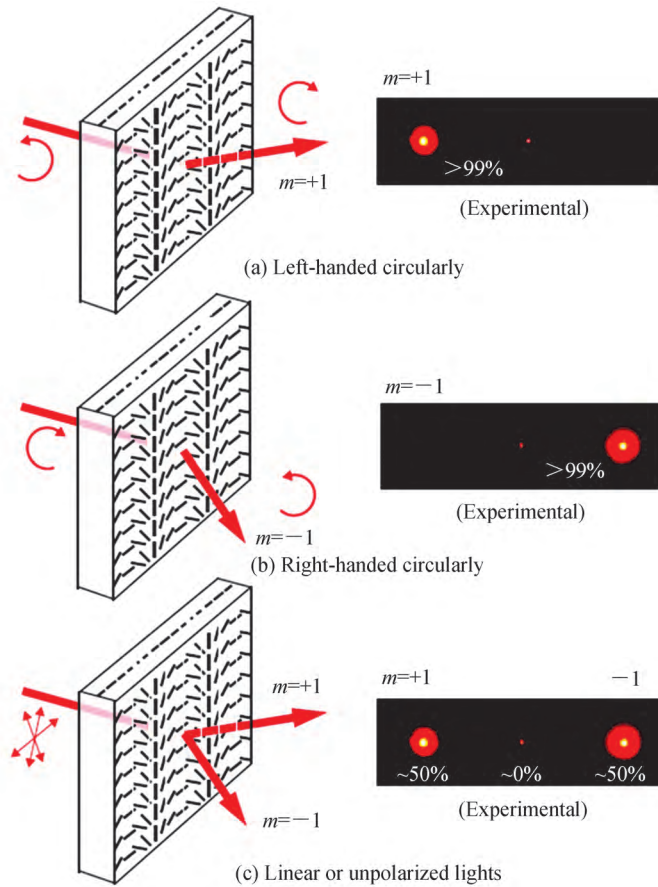 m=+1
m=+1
>99%
(Experimental)
(a) Left-handed circularly
m=−1
m=−1
>99%
(Experimental)
(b) Right-handed circularly
m=+1
m=+1
−1
~50%
~0%
~50%
m=−1
(Experimental)
(c) Linear or unpolarized lights